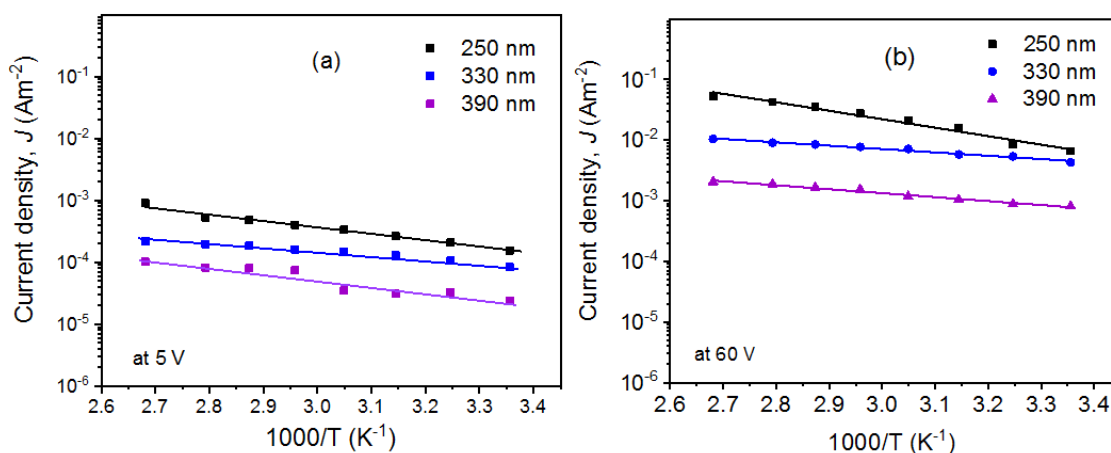 (a)
250 nm
330 nm
390 nm
Current density, J (Am⁻²)
10⁻¹
10⁻²
10⁻³
10⁻⁴
10⁻⁵
10⁻⁶
at 5 V
2.6 2.7 2.8 2.9 3.0 3.1 3.2 3.3 3.4
1000/T (K⁻¹)
(b)
250 nm
330 nm
390 nm
Current density, J (Am⁻²)
10⁻¹
10⁻²
10⁻³
10⁻⁴
10⁻⁵
10⁻⁶
at 60 V
2.6 2.7 2.8 2.9 3.0 3.1 3.2 3.3 3.4
1000/T (K⁻¹)